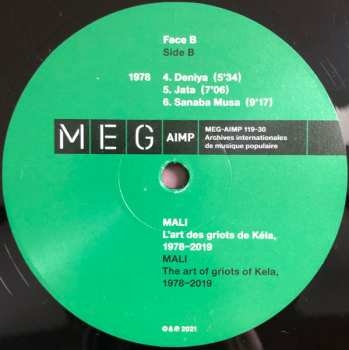 Face B
Side B
1978 4. Deniya (5'34)
5. Jata (7'06)
6. Sanaba Musa (9'17)
MEG AIMP
MEG-AIMP 119-30
Archives internationales
de musique populaire
MALI
L'art des griots de Kéla,
1978-2019
MALI
The art of griots of Kela,
1978-2019
©&℗ 2021